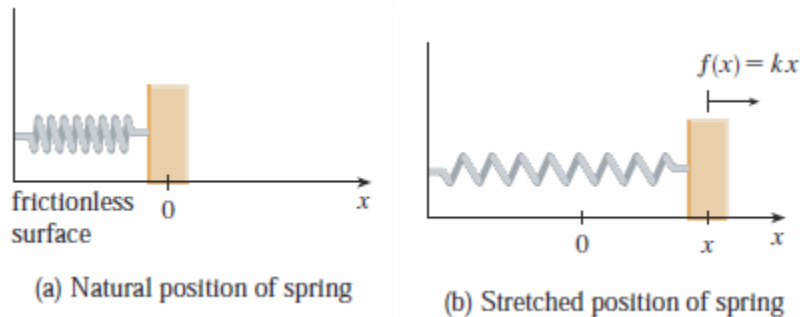 frictionless
surface
0
x
(a) Natural position of spring
f(x) = kx
0
x
x
(b) Stretched position of spring